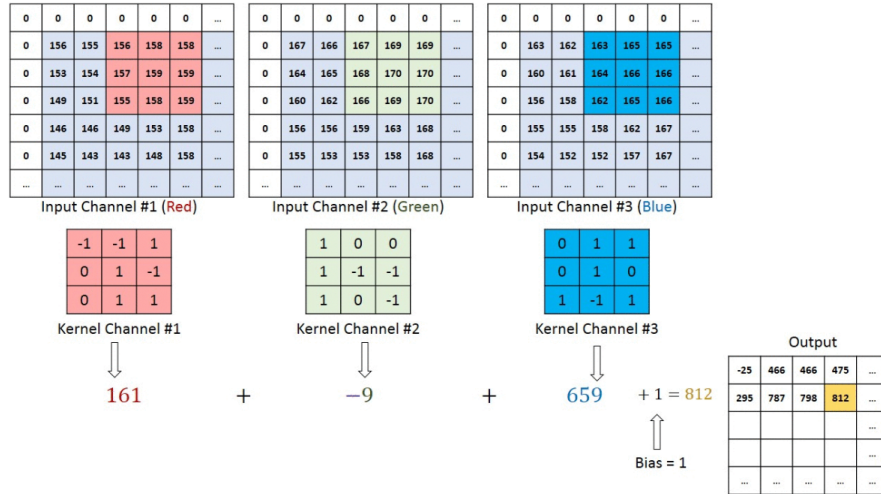 0 0 0 0 0 0 ...
0 156 155 156 158 158 ...
0 153 154 157 159 159 ...
0 149 151 155 158 159 ...
0 146 146 149 153 158 ...
0 145 143 143 148 158 ...
... ... ... ... ... ... ...
Input Channel #1 (Red)
0 0 0 0 0 0 ...
0 167 166 167 169 169 ...
0 164 165 168 170 170 ...
0 160 162 166 169 170 ...
0 156 156 159 163 168 ...
0 155 153 153 158 168 ...
... ... ... ... ... ... ...
Input Channel #2 (Green)
0 0 0 0 0 0 ...
0 163 162 163 165 165 ...
0 160 161 164 166 166 ...
0 156 158 162 165 166 ...
0 155 155 158 162 167 ...
0 154 152 152 157 167 ...
... ... ... ... ... ... ...
Input Channel #3 (Blue)
-1 -1 1
0 1 -1
0 1 1
Kernel Channel #1
1 0 0
1 -1 -1
1 0 -1
Kernel Channel #2
0 1 1
0 1 0
1 -1 1
Kernel Channel #3
161 + −9 + 659 + 1 = 812
Bias = 1
Output
-25 466 466 475 ...
295 787 798 812 ...
...
...
... ... ... ... ...